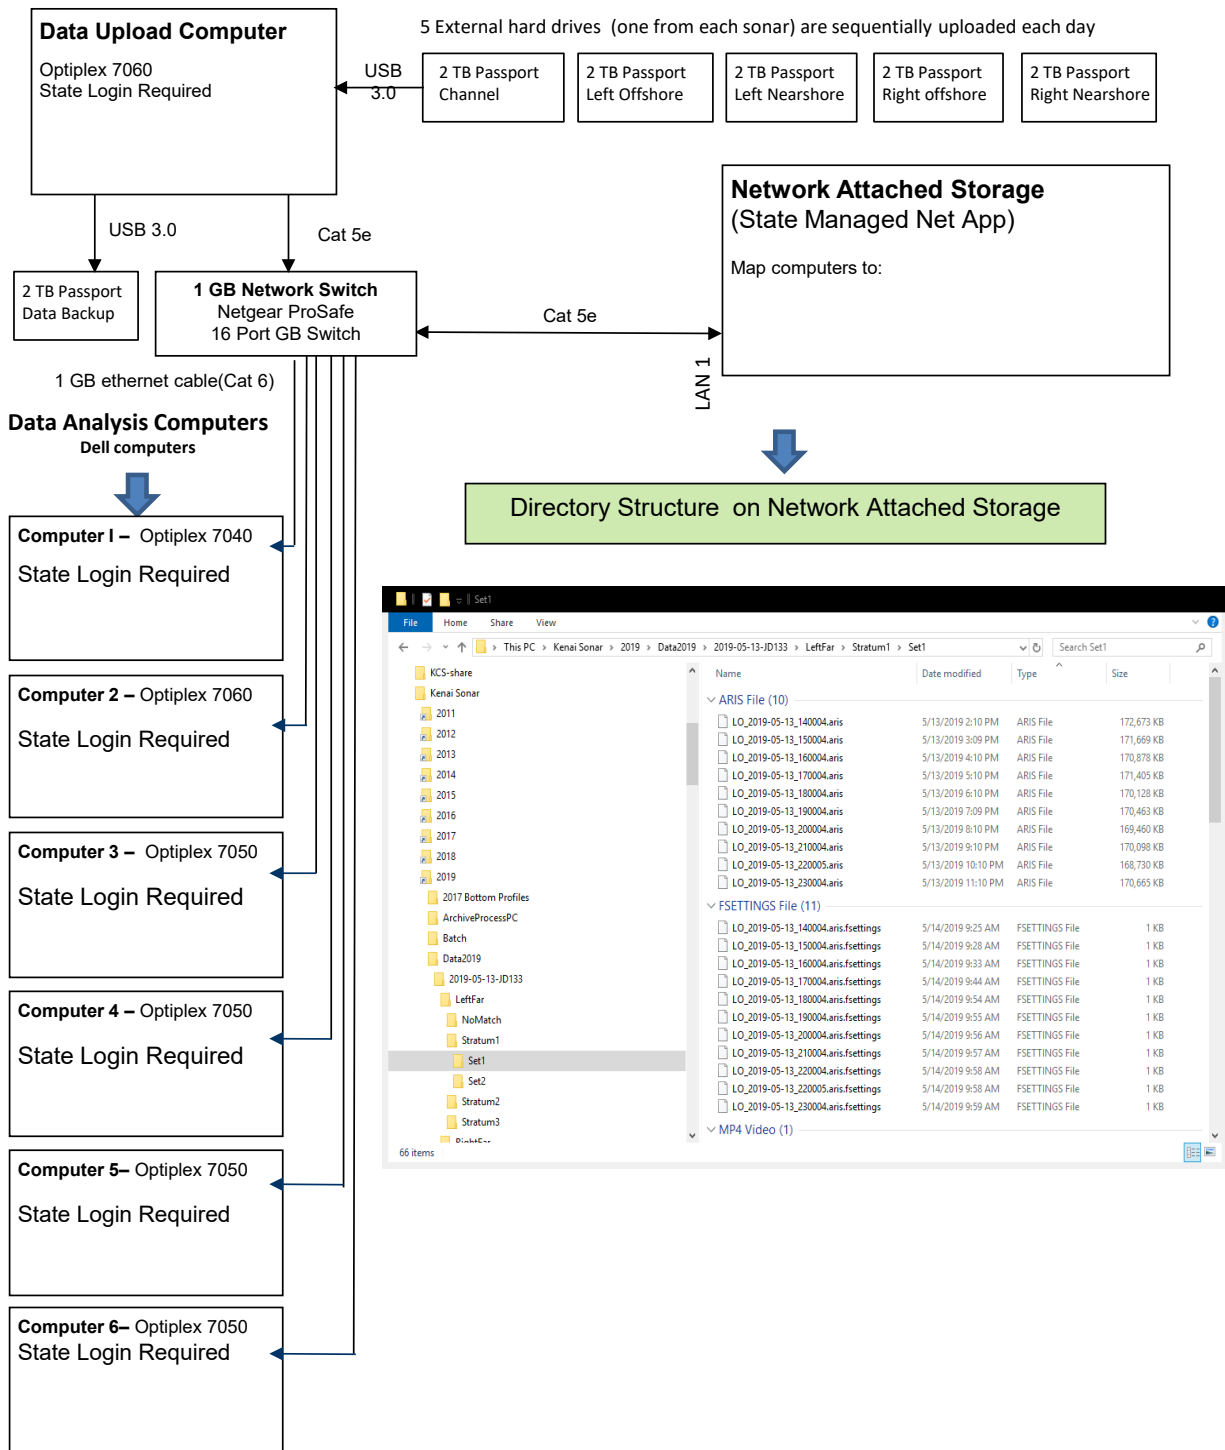 Data Upload Computer
Optiplex 7060
State Login Required
5 External hard drives  (one from each sonar) are sequentially uploaded each day
USB
3.0
2 TB Passport
Channel
2 TB Passport
Left Offshore
2 TB Passport
Left Nearshore
2 TB Passport
Right offshore
2 TB Passport
Right Nearshore
Network Attached Storage
(State Managed Net App)
Map computers to:
USB 3.0
Cat 5e
2 TB Passport
Data Backup
1 GB Network Switch
Netgear ProSafe
16 Port GB Switch
Cat 5e
LAN 1
1 GB ethernet cable(Cat 6)
Data Analysis Computers
Dell computers
Directory Structure  on Network Attached Storage
Computer I –  Optiplex 7040
State Login Required
Computer 2 – Optiplex 7060
State Login Required
Computer 3 –  Optiplex 7050
State Login Required
Computer 4 – Optiplex 7050
State Login Required
Computer 5– Optiplex 7050
State Login Required
Computer 6– Optiplex 7050
State Login Required
Set1
File Home Share View
This PC > Kenai Sonar > 2019 > Data2019 > 2019-05-13-JD133 > LeftFar > Stratum1 > Set1
Search Set1
KCS-share
Kenai Sonar
2011
2012
2013
2014
2015
2016
2017
2018
2019
2017 Bottom Profiles
ArchiveProcessPC
Batch
Data2019
2019-05-13-JD133
LeftFar
NoMatch
Stratum1
Set1
Set2
Stratum2
Stratum3
RightFar
Name Date modified Type Size
ARIS File (10)
LO_2019-05-13_140004.aris 5/13/2019 2:10 PM ARIS File 172,673 KB
LO_2019-05-13_150004.aris 5/13/2019 3:09 PM ARIS File 171,669 KB
LO_2019-05-13_160004.aris 5/13/2019 4:10 PM ARIS File 170,878 KB
LO_2019-05-13_170004.aris 5/13/2019 5:10 PM ARIS File 171,405 KB
LO_2019-05-13_180004.aris 5/13/2019 6:10 PM ARIS File 170,128 KB
LO_2019-05-13_190004.aris 5/13/2019 7:09 PM ARIS File 170,463 KB
LO_2019-05-13_200004.aris 5/13/2019 8:10 PM ARIS File 169,460 KB
LO_2019-05-13_210004.aris 5/13/2019 9:10 PM ARIS File 170,098 KB
LO_2019-05-13_220005.aris 5/13/2019 10:10 PM ARIS File 168,730 KB
LO_2019-05-13_230004.aris 5/13/2019 11:10 PM ARIS File 170,665 KB
FSETTINGS File (11)
LO_2019-05-13_140004.aris.fsettings 5/14/2019 9:25 AM FSETTINGS File 1 KB
LO_2019-05-13_150004.aris.fsettings 5/14/2019 9:28 AM FSETTINGS File 1 KB
LO_2019-05-13_160004.aris.fsettings 5/14/2019 9:33 AM FSETTINGS File 1 KB
LO_2019-05-13_170004.aris.fsettings 5/14/2019 9:44 AM FSETTINGS File 1 KB
LO_2019-05-13_180004.aris.fsettings 5/14/2019 9:54 AM FSETTINGS File 1 KB
LO_2019-05-13_190004.aris.fsettings 5/14/2019 9:55 AM FSETTINGS File 1 KB
LO_2019-05-13_200004.aris.fsettings 5/14/2019 9:56 AM FSETTINGS File 1 KB
LO_2019-05-13_210004.aris.fsettings 5/14/2019 9:57 AM FSETTINGS File 1 KB
LO_2019-05-13_220004.aris.fsettings 5/14/2019 9:58 AM FSETTINGS File 1 KB
LO_2019-05-13_220005.aris.fsettings 5/14/2019 9:58 AM FSETTINGS File 1 KB
LO_2019-05-13_230004.aris.fsettings 5/14/2019 9:59 AM FSETTINGS File 1 KB
MP4 Video (1)
66 items